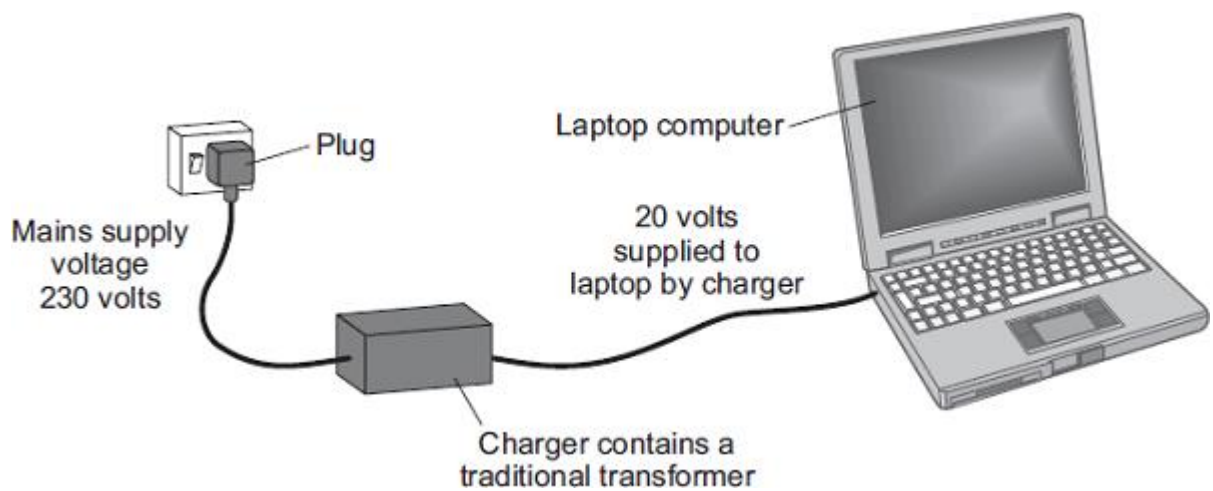 Plug
Mains supply
voltage
230 volts
Laptop computer
20 volts
supplied to
laptop by charger
Charger contains a
traditional transformer